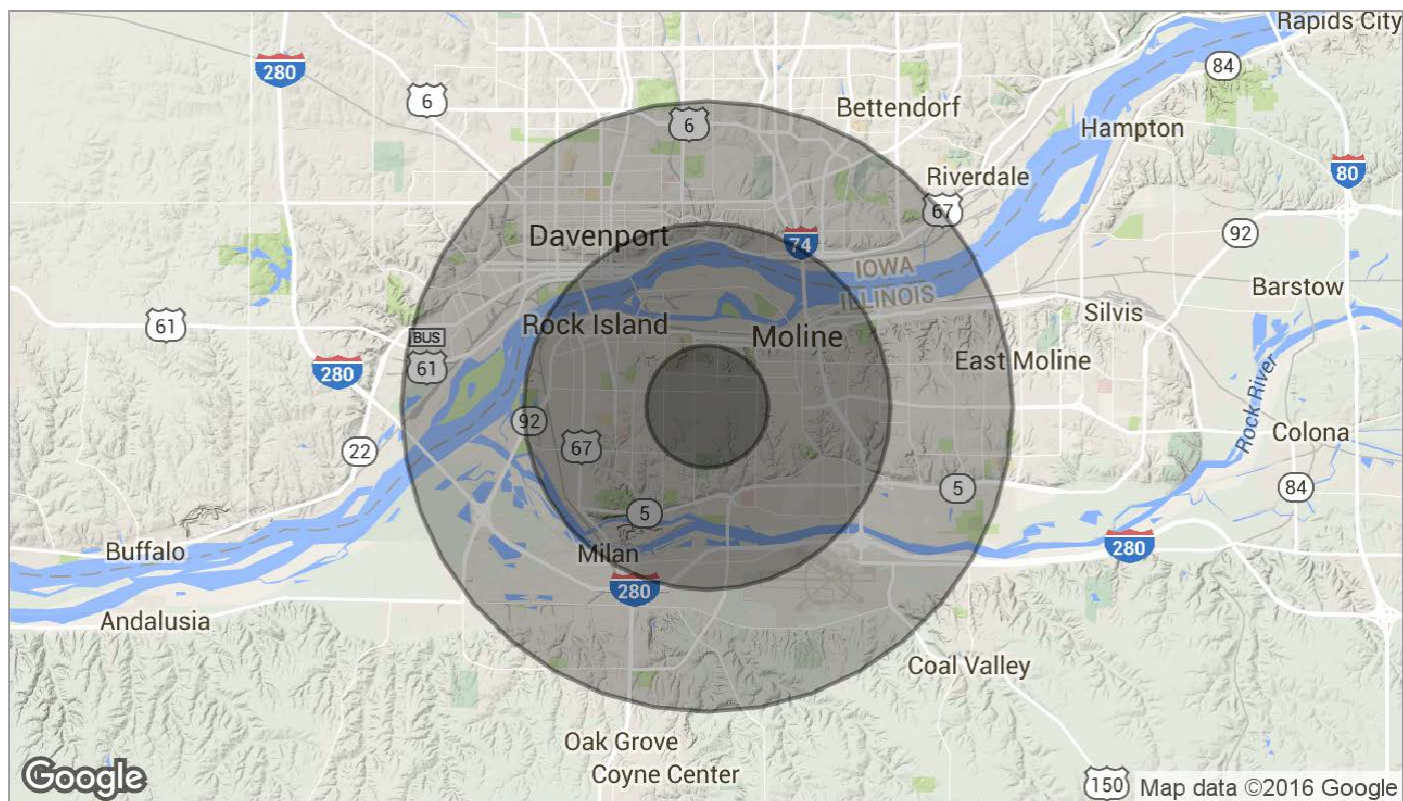 Rapids City
280
84
6
Bettendorf
6
Hampton
80
Riverdale
67
92
Davenport
74
IOWA
ILLINOIS
Barstow
61
Rock Island
Moline
Silvis
BUS
61
East Moline
280
Rock River
92
Colona
67
22
5
84
5
Buffalo
Milan
280
280
Andalusia
Coal Valley
Oak Grove
Coyne Center
Google
150
Map data ©2016 Google